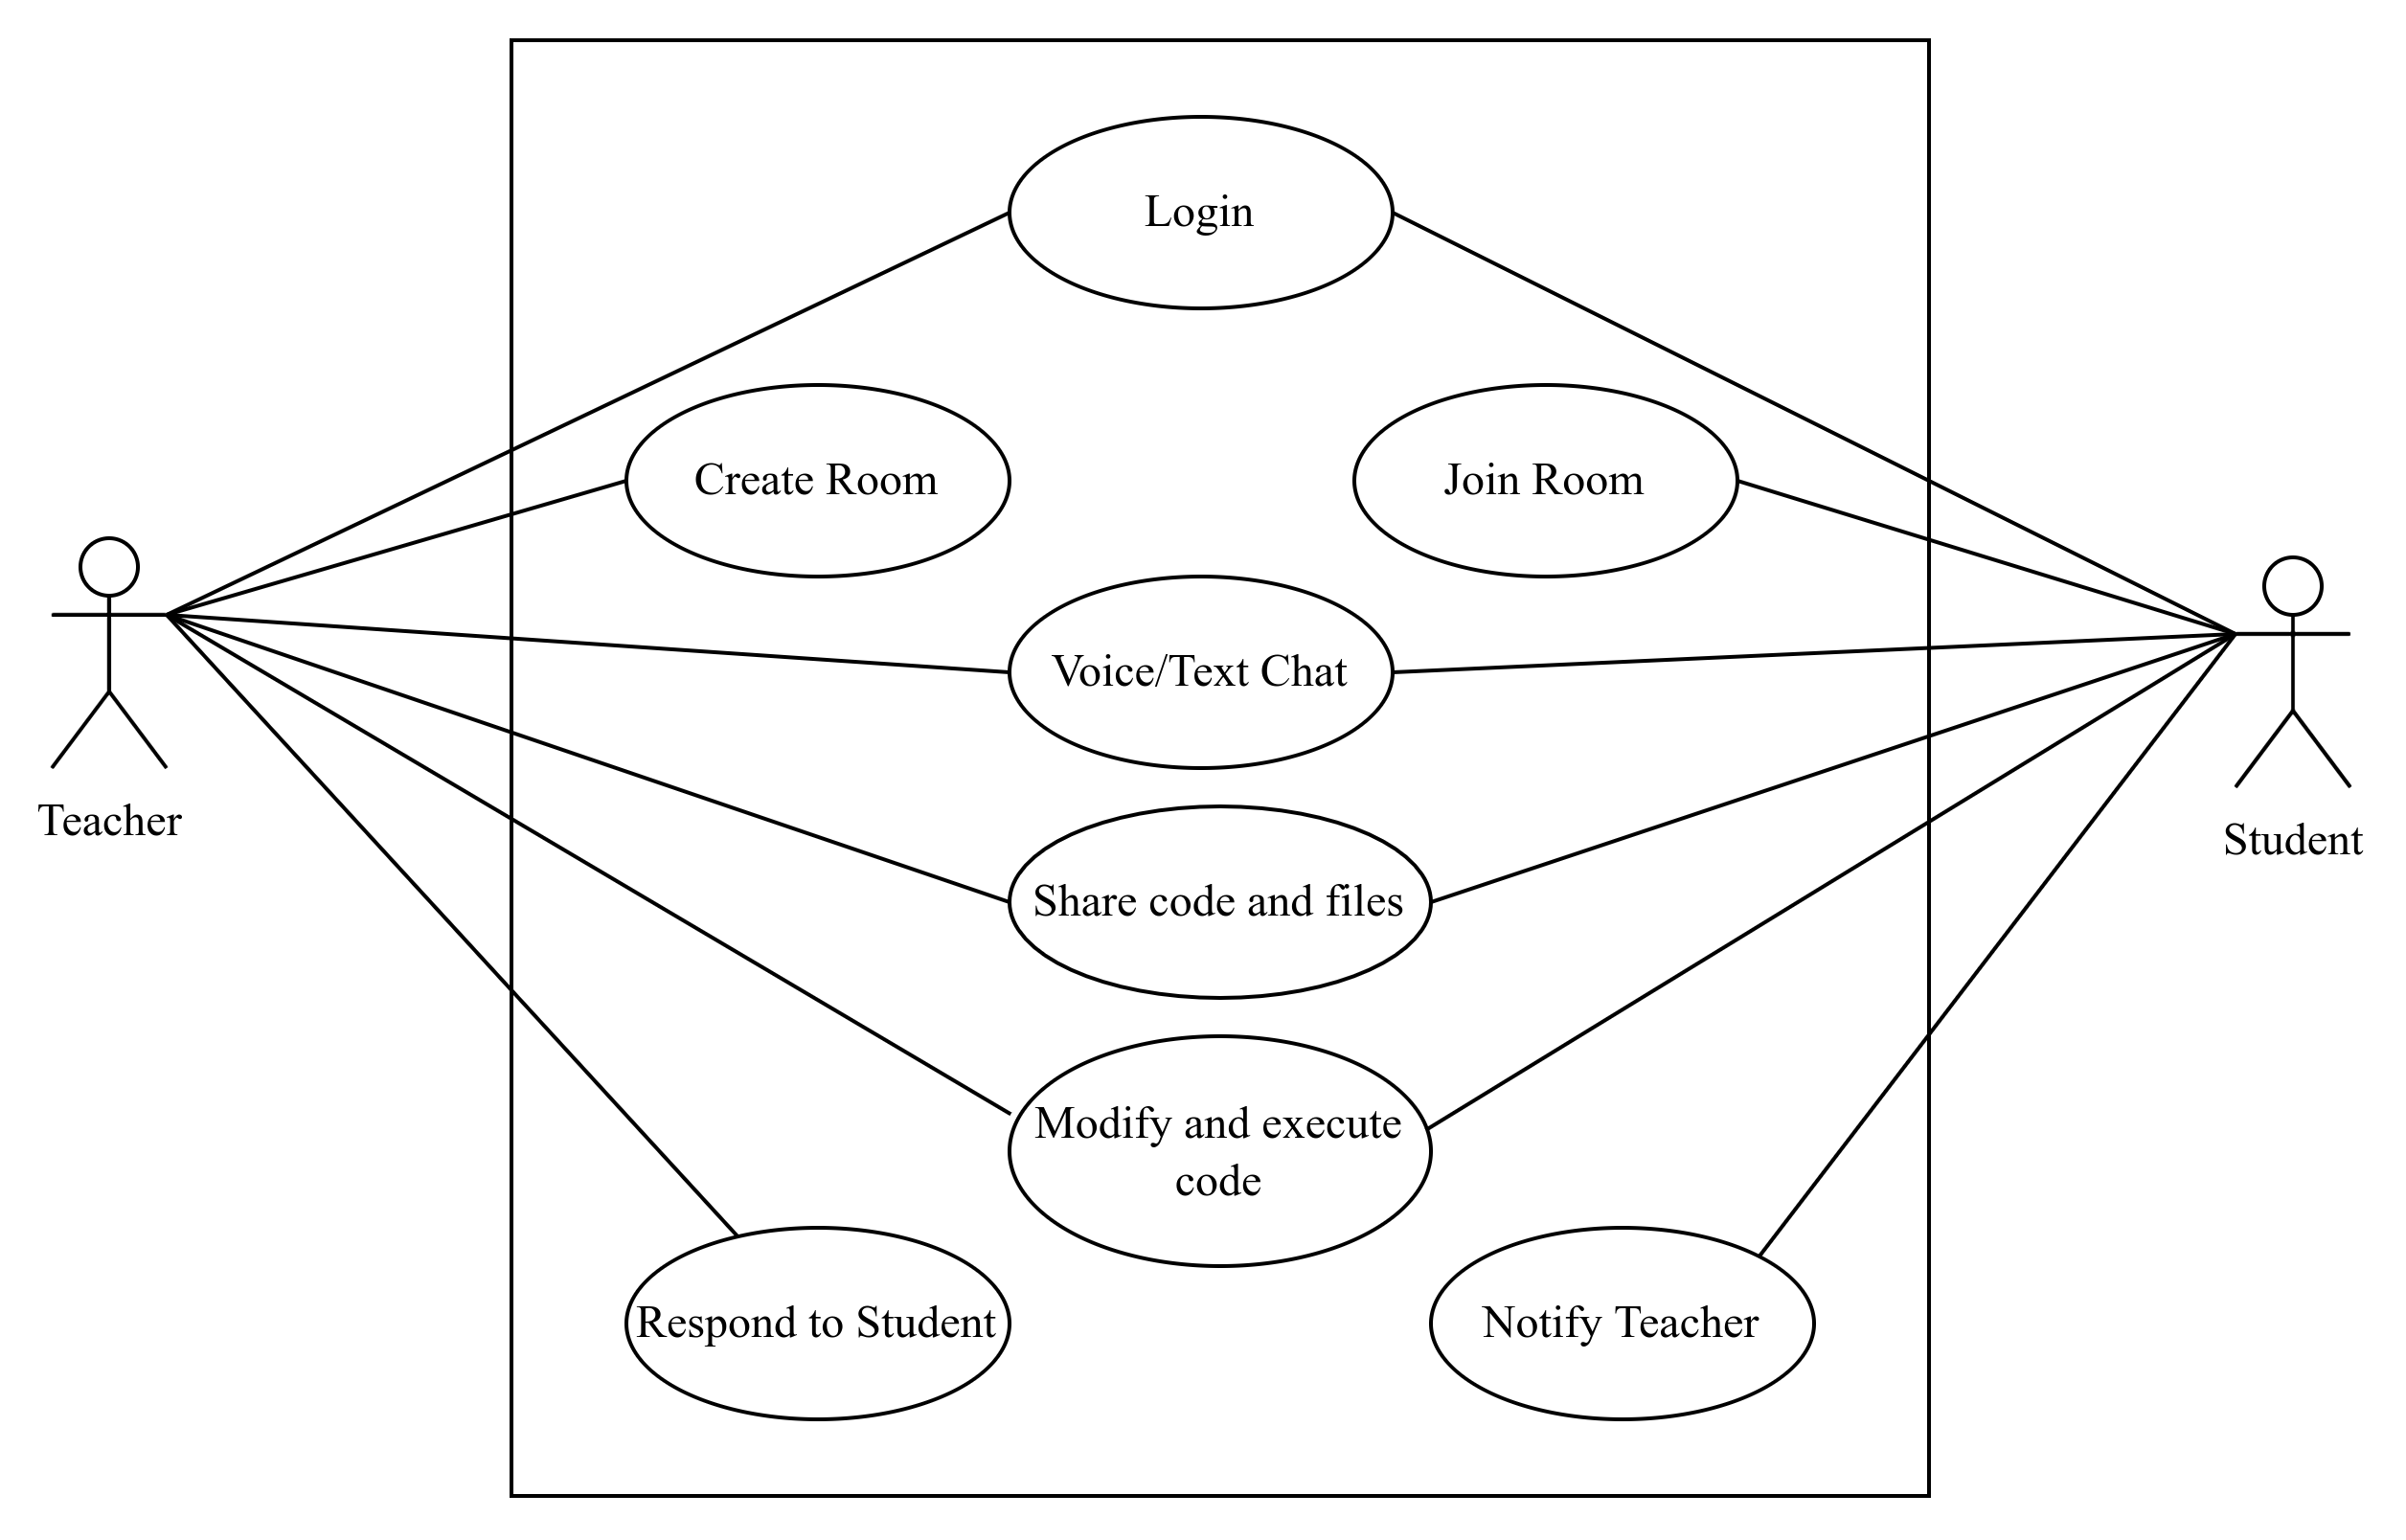 Login
Create Room
Join Room
Voice/Text Chat
Teacher
Student
Share code and files
Modify and execute
code
Respond to Student
Notify Teacher